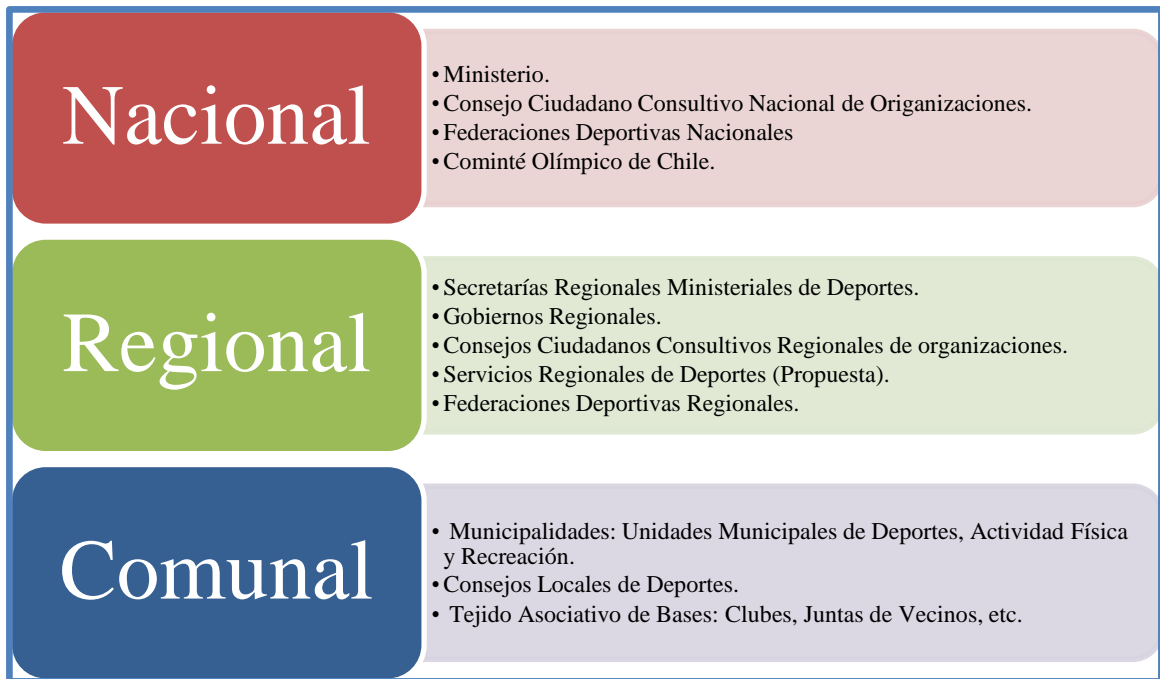 Nacional
• Ministerio.
• Consejo Ciudadano Consultivo Nacional de Origanizaciones.
• Federaciones Deportivas Nacionales
• Cominté Olímpico de Chile.
Regional
• Secretarías Regionales Ministeriales de Deportes.
• Gobiernos Regionales.
• Consejos Ciudadanos Consultivos Regionales de organizaciones.
• Servicios Regionales de Deportes (Propuesta).
• Federaciones Deportivas Regionales.
Comunal
• Municipalidades: Unidades Municipales de Deportes, Actividad Física
y Recreación.
• Consejos Locales de Deportes.
• Tejido Asociativo de Bases: Clubes, Juntas de Vecinos, etc.